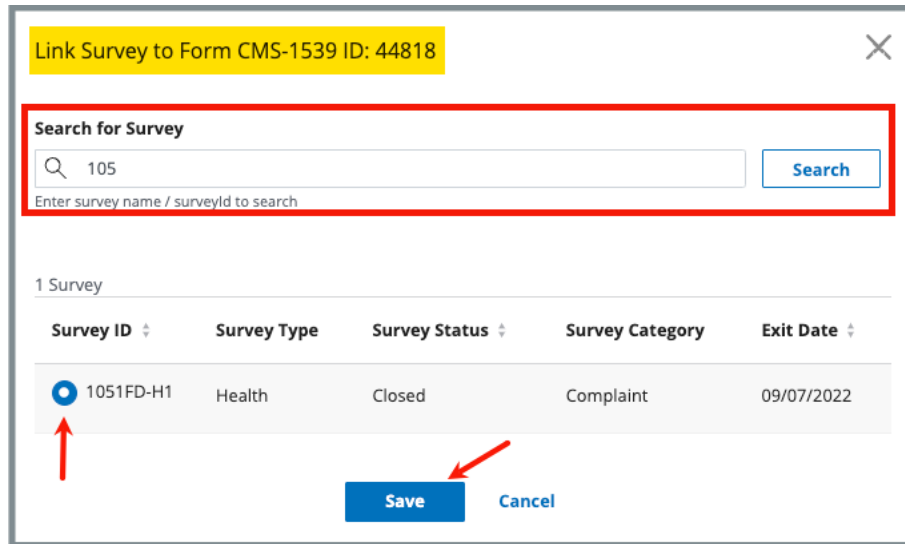 Link Survey to Form CMS-1539 ID: 44818
Search for Survey
105
Search
Enter survey name / surveyId to search
1 Survey
Survey ID Survey Type Survey Status Survey Category Exit Date
1051FD-H1 Health Closed Complaint 09/07/2022
Save Cancel